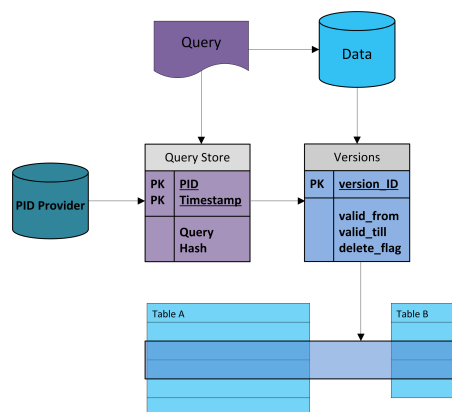 Query
Data
Query Store
PK PID
PK Timestamp
Query
Hash
Versions
PK version_ID
valid_from
valid_till
delete_flag
PID Provider
Table A
Table B